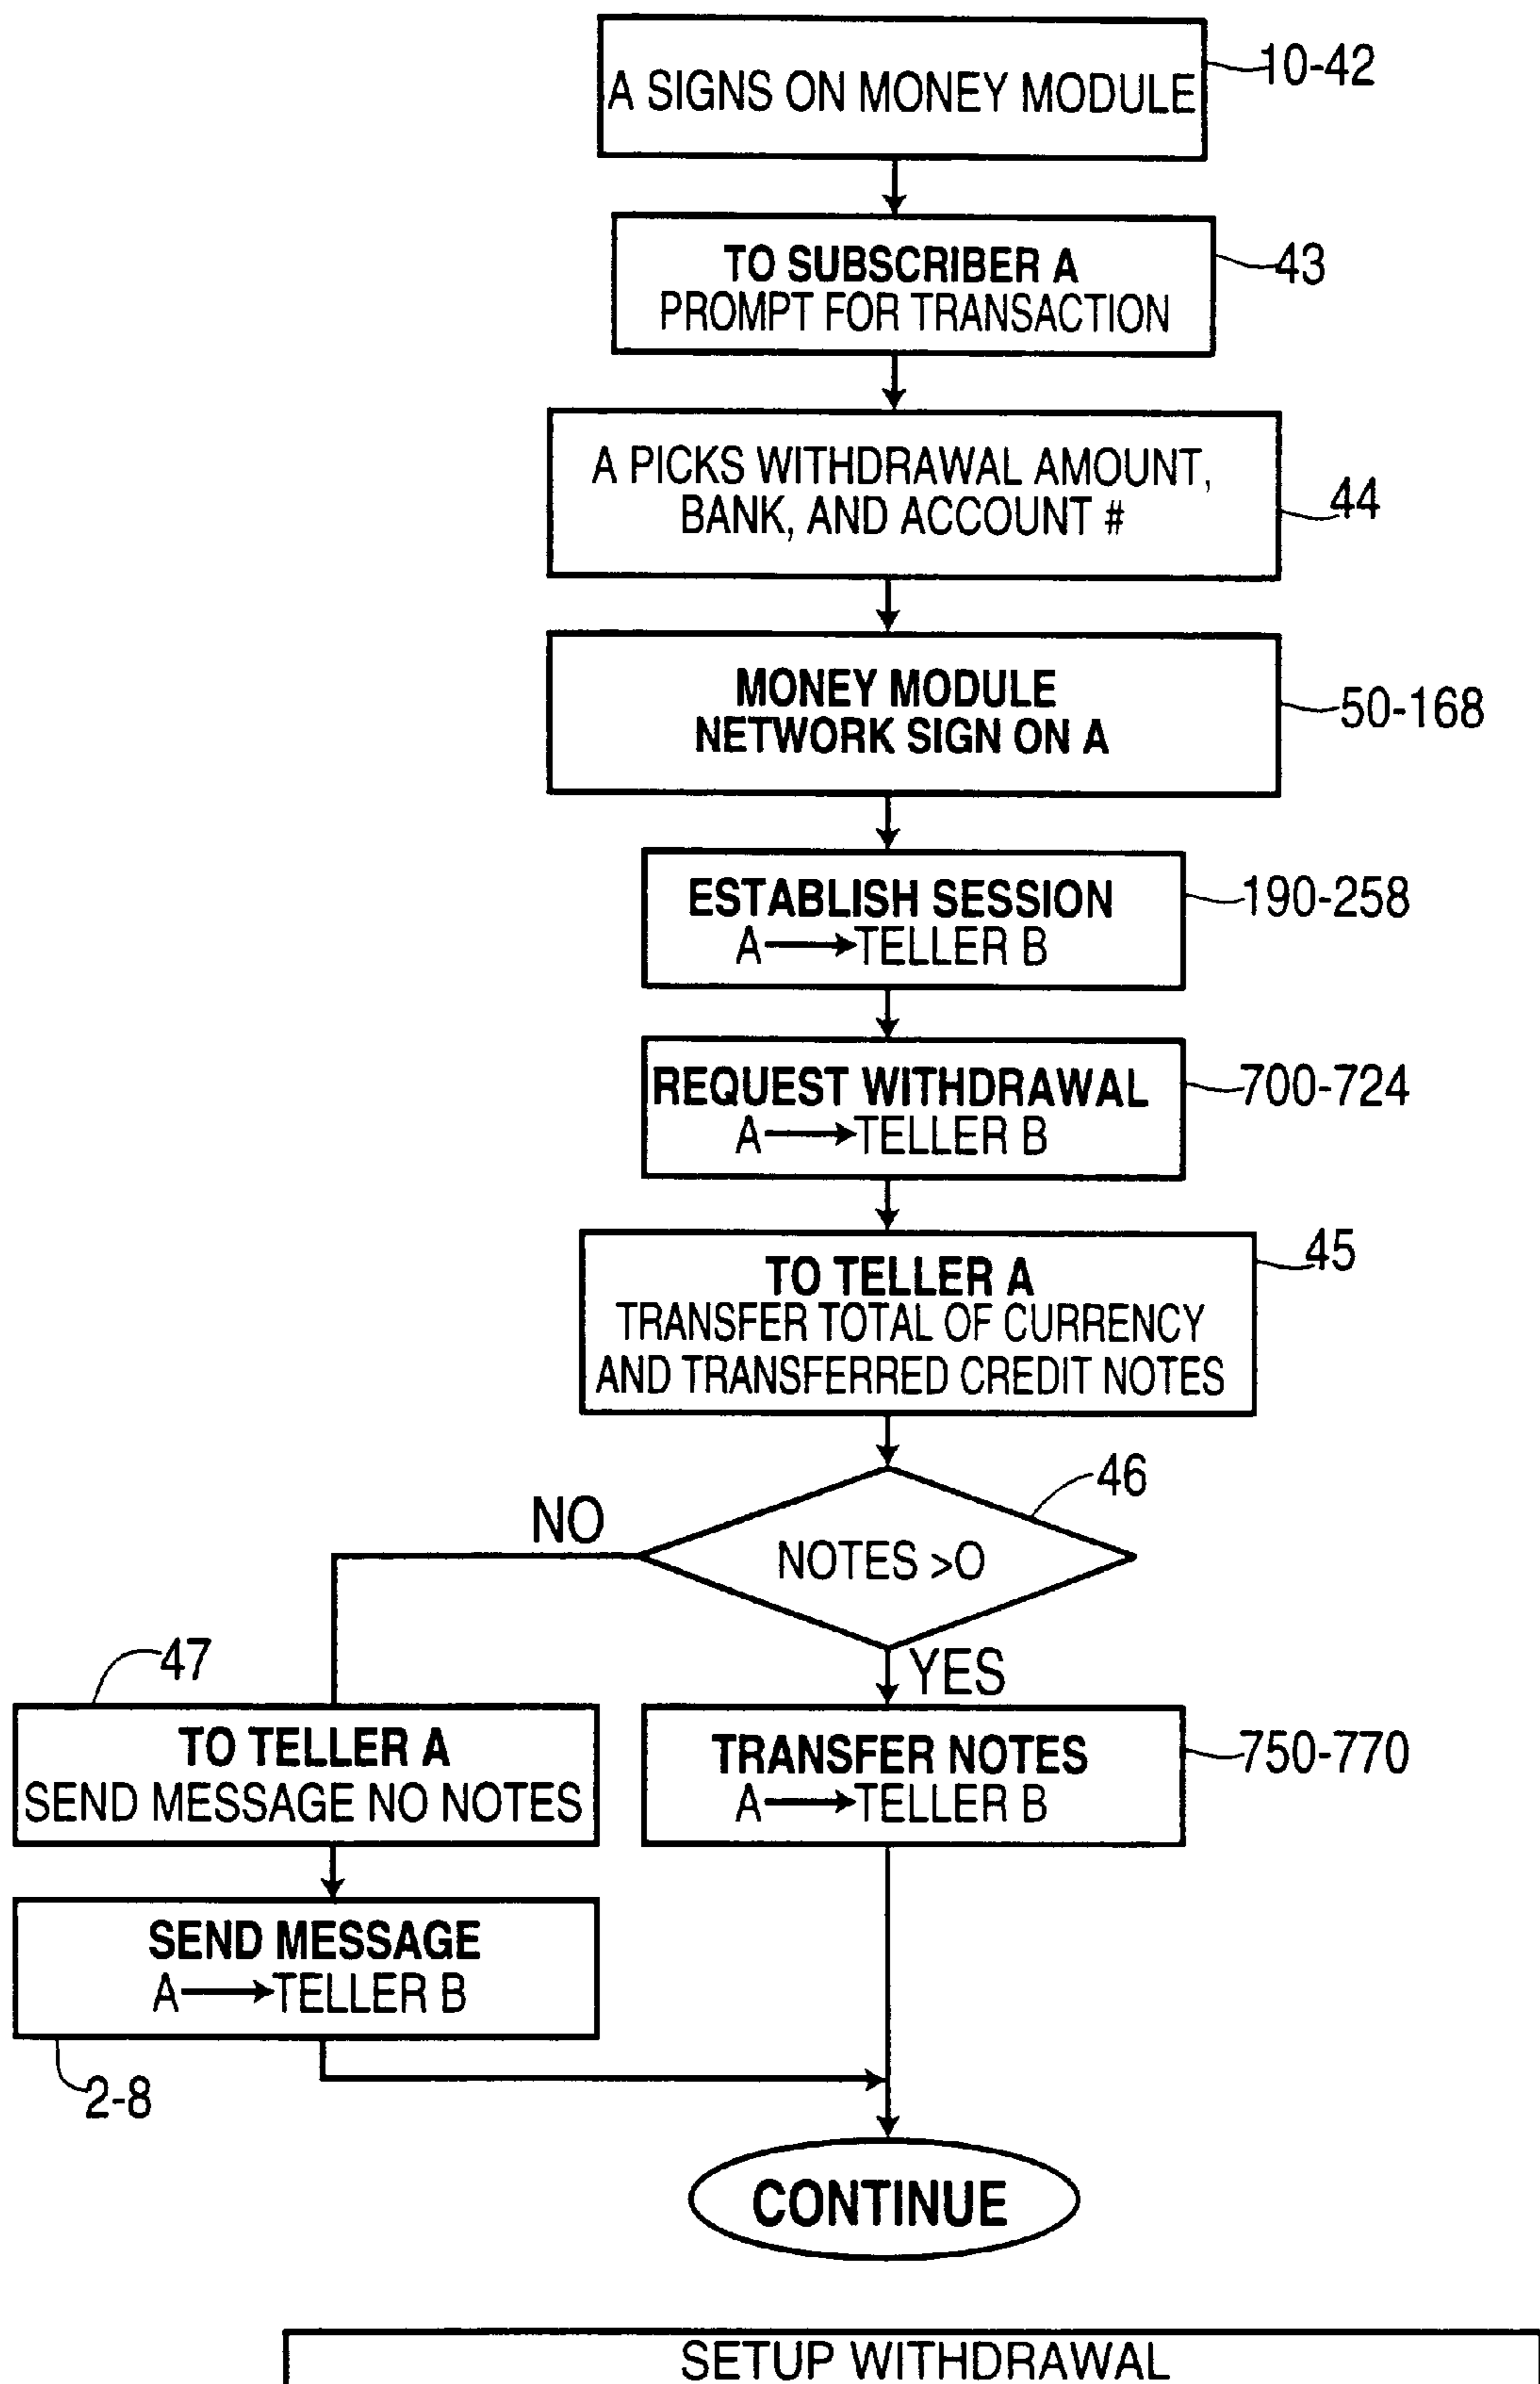 A SIGNS ON MONEY MODULE
10-42
TO SUBSCRIBER A
PROMPT FOR TRANSACTION
43
A PICKS WITHDRAWAL AMOUNT,
BANK, AND ACCOUNT #
44
MONEY MODULE
NETWORK SIGN ON A
50-168
ESTABLISH SESSION
A→TELLER B
190-258
REQUEST WITHDRAWAL
A→TELLER B
700-724
TO TELLER A
TRANSFER TOTAL OF CURRENCY
AND TRANSFERRED CREDIT NOTES
45
NOTES >O
46
NO
YES
47
TO TELLER A
SEND MESSAGE NO NOTES
TRANSFER NOTES
A→TELLER B
750-770
SEND MESSAGE
A→TELLER B
2-8
CONTINUE
SETUP WITHDRAWAL